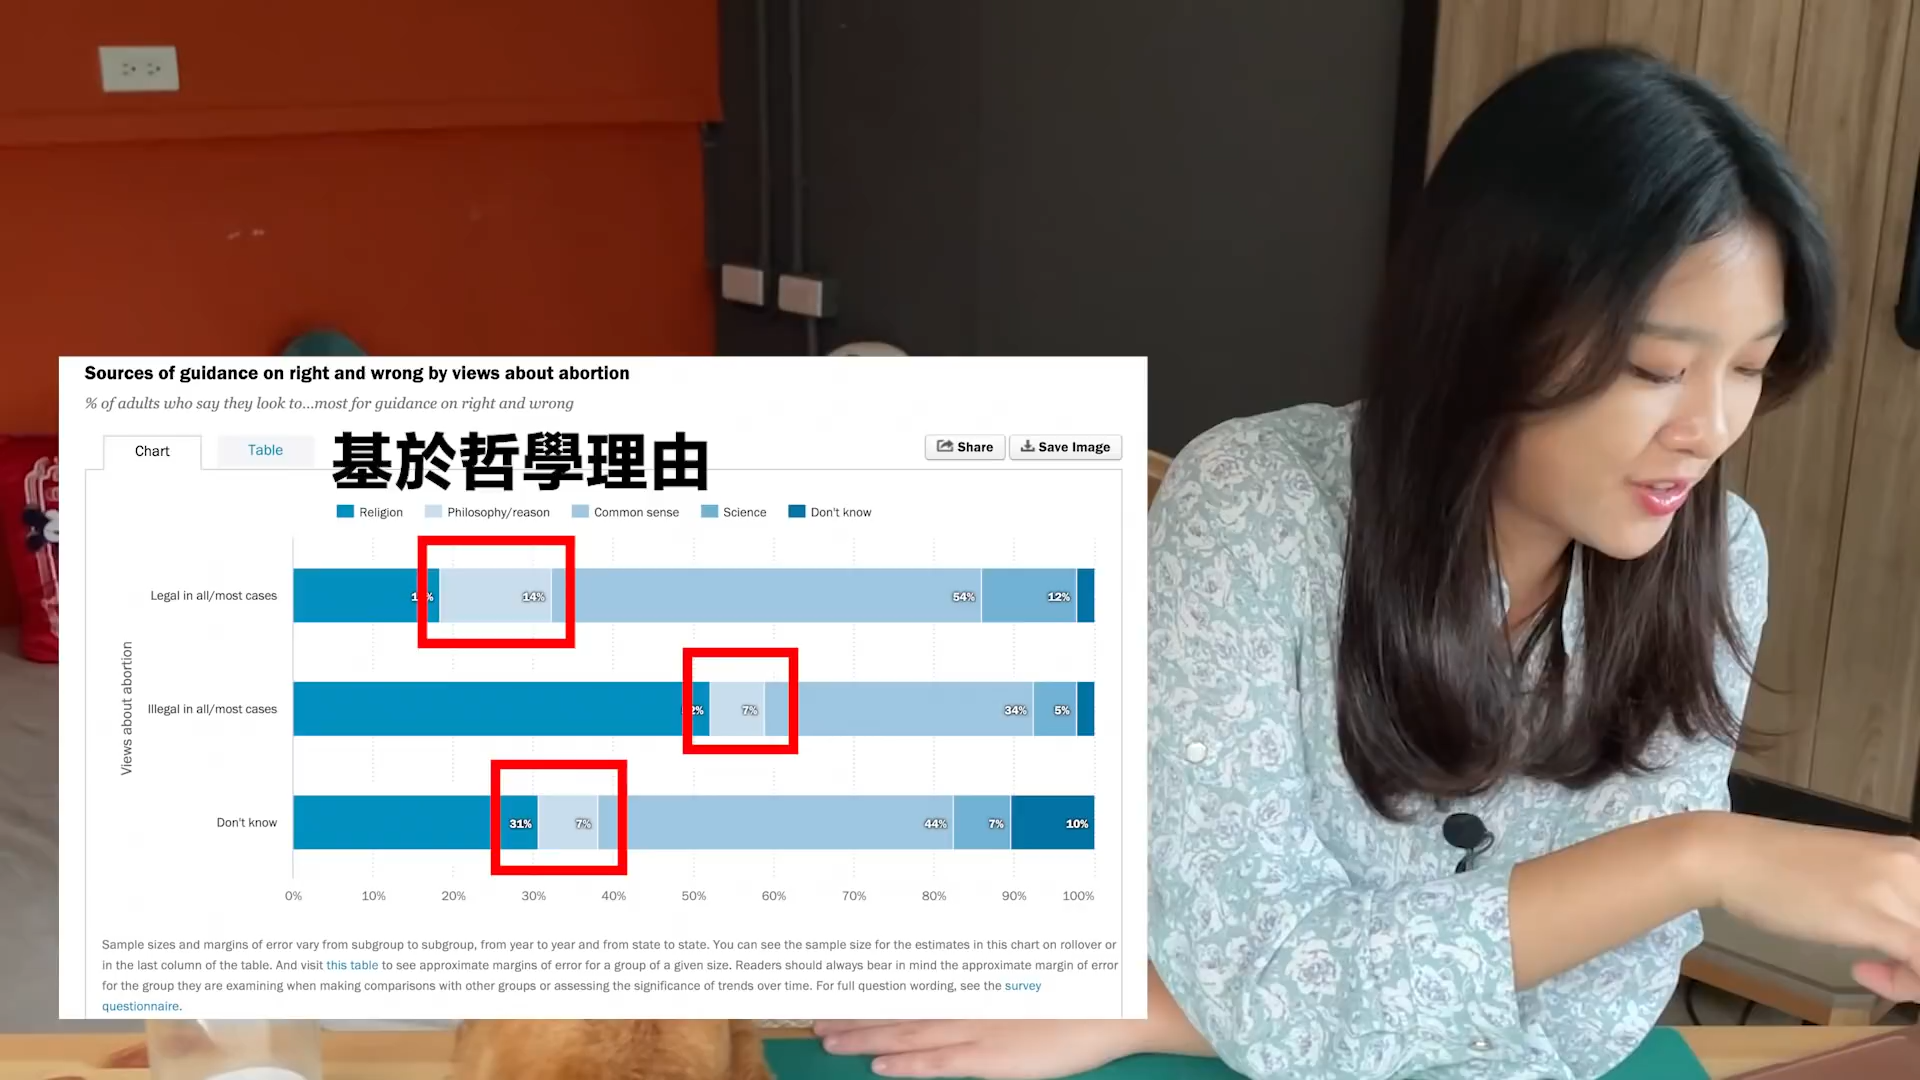 Sources of guidance on right and wrong by views about abortion
% of adults who say they look to...most for guidance on right and wrong
Chart
Table
基於哲學理由
Share
Save Image
Religion
Philosophy/reason
Common sense
Science
Don't know
Views about abortion
Legal in all/most cases
14%
54%
12%
Illegal in all/most cases
7%
34%
5%
Don't know
31%
7%
44%
7%
10%
0%
10%
20%
30%
40%
50%
60%
70%
80%
90%
100%
Sample sizes and margins of error vary from subgroup to subgroup, from year to year and from state to state. You can see the sample size for the estimates in this chart on rollover or
in the last column of the table. And visit this table to see approximate margins of error for a group of a given size. Readers should always bear in mind the approximate margin of error
for the group they are examining when making comparisons with other groups or assessing the significance of trends over time. For full question wording, see the survey
questionnaire.